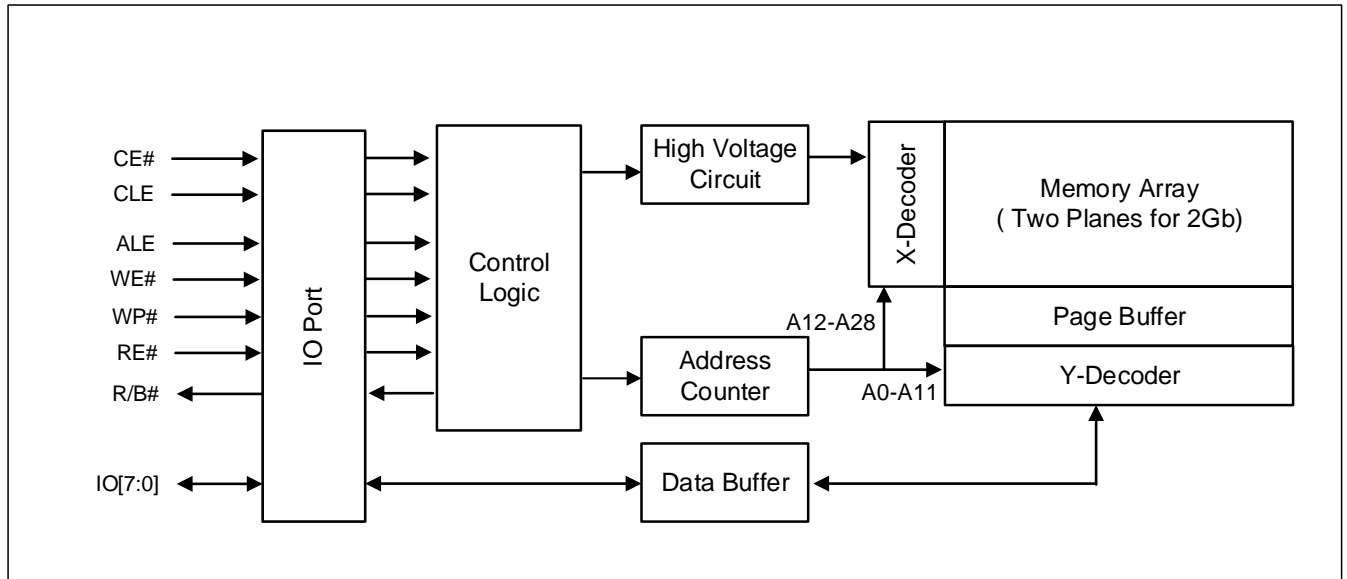 CE#
CLE
ALE
WE#
WP#
RE#
R/B#
IO[7:0]
IO Port
Control
Logic
High Voltage
Circuit
Address
Counter
Data Buffer
A12-A28
A0-A11
X-Decoder
Memory Array
( Two Planes for 2Gb)
Page Buffer
Y-Decoder